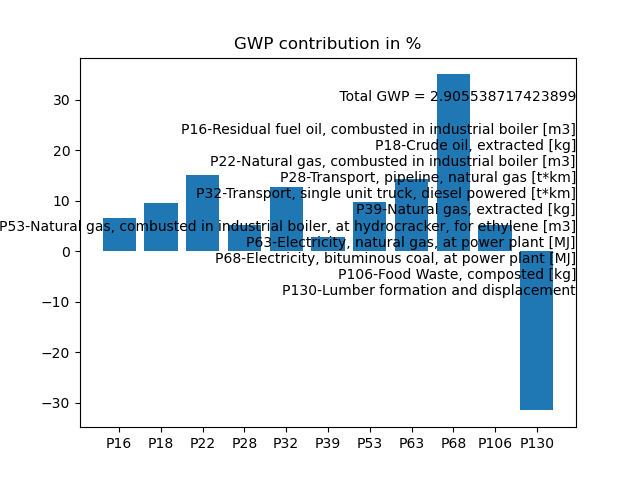 GWP contribution in %
Total GWP = 2.905538717423899
P16-Residual fuel oil, combusted in industrial boiler [m3]
P18-Crude oil, extracted [kg]
P22-Natural gas, combusted in industrial boiler [m3]
P28-Transport, pipeline, natural gas [t*km]
P32-Transport, single unit truck, diesel powered [t*km]
P39-Natural gas, extracted [kg]
P53-Natural gas, combusted in industrial boiler, at hydrocracker, for ethylene [m3]
P63-Electricity, natural gas, at power plant [MJ]
P68-Electricity, bituminous coal, at power plant [MJ]
P106-Food Waste, composted [kg]
P130-Lumber formation and displacement
30
20
10
0
−10
−20
−30
P16 P18 P22 P28 P32 P39 P53 P63 P68 P106 P130